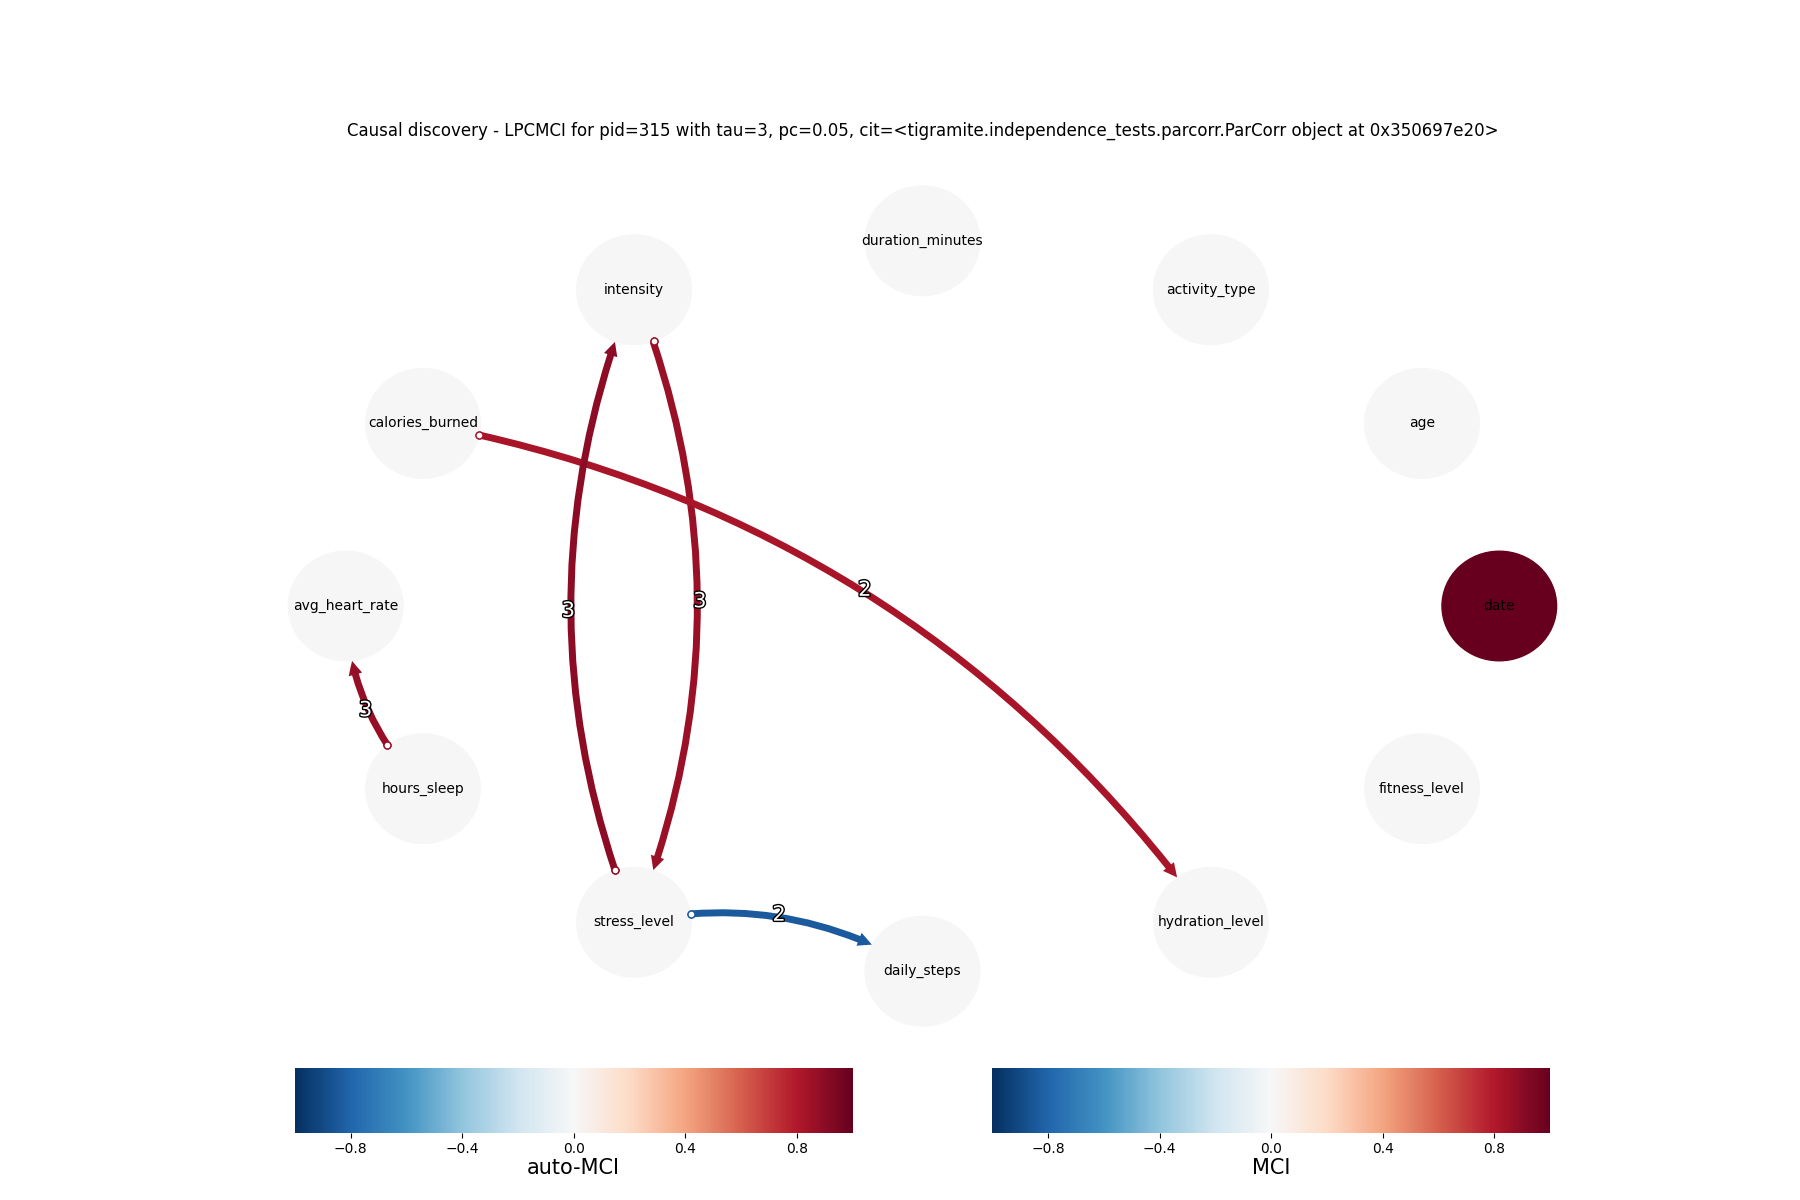 Causal discovery - LPCMCI for pid=315 with tau=3, pc=0.05, cit=<tigramite.independence_tests.parcorr.ParCorr object at 0x350697e20>
duration_minutes
intensity
activity_type
calories_burned
age
2
3
3
avg_heart_rate
date
3
hours_sleep
fitness_level
2
stress_level
hydration_level
daily_steps
−0.8 −0.4 0.0 0.4 0.8
auto-MCI
−0.8 −0.4 0.0 0.4 0.8
MCI